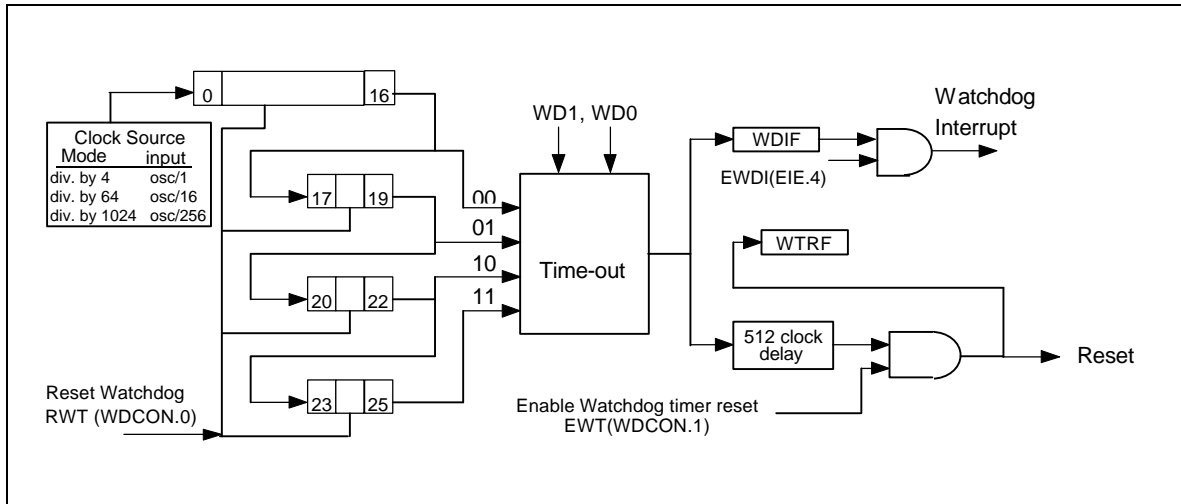 0 16
Clock Source
Mode input
div. by 4 osc/1
div. by 64 osc/16
div. by 1024 osc/256
17 19
20 22
23 25
Reset Watchdog
RWT (WDCON.0)
WD1, WD0
00
01
10
11
Time-out
WDIF
EWDI(EIE.4)
Watchdog
Interrupt
WTRF
512 clock
delay
Reset
Enable Watchdog timer reset
EWT(WDCON.1)